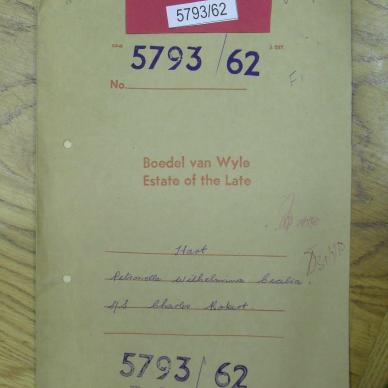 5793/62
5793/62
No.
Boedel van Wyle
Estate of the Late
Hart
Petronella Wilhelmina Cecilia.
S/S Charles Robert
5793/62